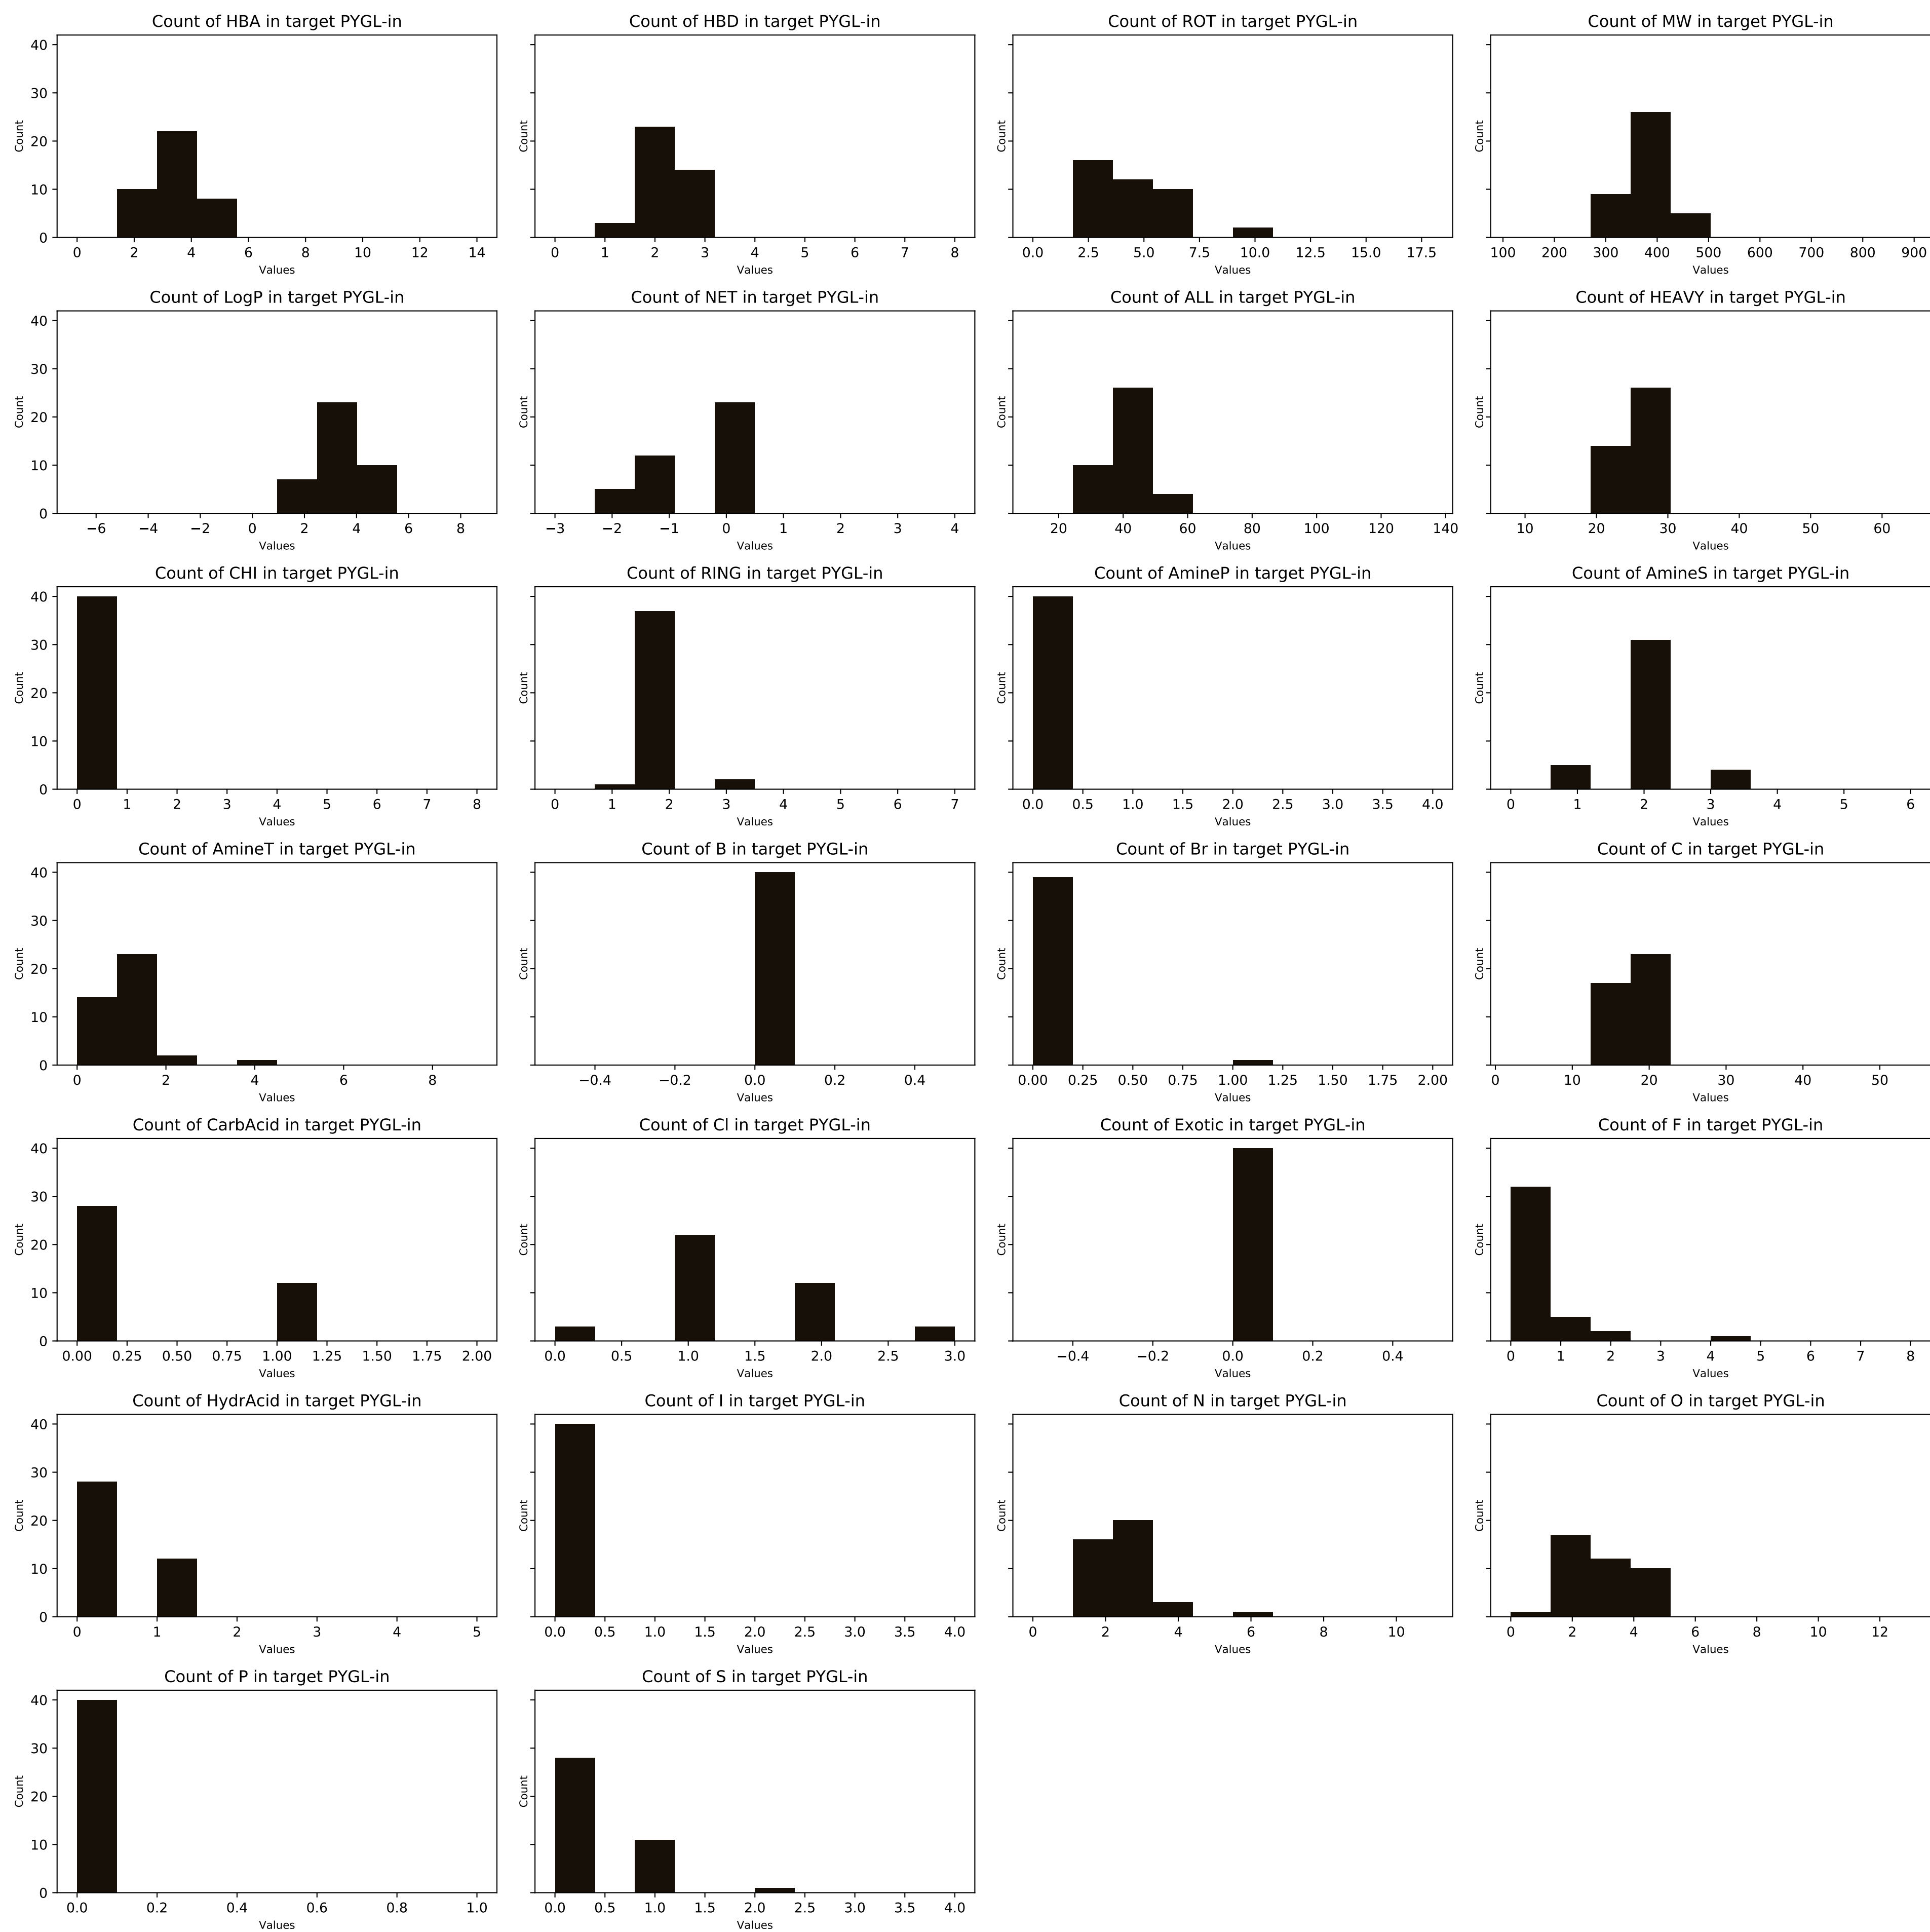 Count of HBA in target PYGL-in
Count of HBD in target PYGL-in
Count of ROT in target PYGL-in
Count of MW in target PYGL-in
40
30
20
10
0
Count
Count
Count
Count
0 2 4 6 8 10 12 14
0 1 2 3 4 5 6 7 8
0.0 2.5 5.0 7.5 10.0 12.5 15.0 17.5
100 200 300 400 500 600 700 800 900
Values
Values
Values
Values
Count of LogP in target PYGL-in
Count of NET in target PYGL-in
Count of ALL in target PYGL-in
Count of HEAVY in target PYGL-in
40
30
20
10
0
Count
Count
Count
Count
−6 −4 −2 0 2 4 6 8
−3 −2 −1 0 1 2 3 4
20 40 60 80 100 120 140
10 20 30 40 50 60
Values
Values
Values
Values
Count of CHI in target PYGL-in
Count of RING in target PYGL-in
Count of AmineP in target PYGL-in
Count of AmineS in target PYGL-in
40
30
20
10
0
Count
Count
Count
Count
0 1 2 3 4 5 6 7 8
0 1 2 3 4 5 6 7
0.0 0.5 1.0 1.5 2.0 2.5 3.0 3.5 4.0
0 1 2 3 4 5 6
Values
Values
Values
Values
Count of AmineT in target PYGL-in
Count of B in target PYGL-in
Count of Br in target PYGL-in
Count of C in target PYGL-in
40
30
20
10
0
Count
Count
Count
Count
0 2 4 6 8
−0.4 −0.2 0.0 0.2 0.4
0.00 0.25 0.50 0.75 1.00 1.25 1.50 1.75 2.00
0 10 20 30 40 50
Values
Values
Values
Values
Count of CarbAcid in target PYGL-in
Count of Cl in target PYGL-in
Count of Exotic in target PYGL-in
Count of F in target PYGL-in
40
30
20
10
0
Count
Count
Count
Count
0.00 0.25 0.50 0.75 1.00 1.25 1.50 1.75 2.00
0.0 0.5 1.0 1.5 2.0 2.5 3.0
−0.4 −0.2 0.0 0.2 0.4
0 1 2 3 4 5 6 7 8
Values
Values
Values
Values
Count of HydrAcid in target PYGL-in
Count of I in target PYGL-in
Count of N in target PYGL-in
Count of O in target PYGL-in
40
30
20
10
0
Count
Count
Count
Count
0 1 2 3 4 5
0.0 0.5 1.0 1.5 2.0 2.5 3.0 3.5 4.0
0 2 4 6 8 10
0 2 4 6 8 10 12
Values
Values
Values
Values
Count of P in target PYGL-in
Count of S in target PYGL-in
40
30
20
10
0
Count
Count
0.0 0.2 0.4 0.6 0.8 1.0
0.0 0.5 1.0 1.5 2.0 2.5 3.0 3.5 4.0
Values
Values